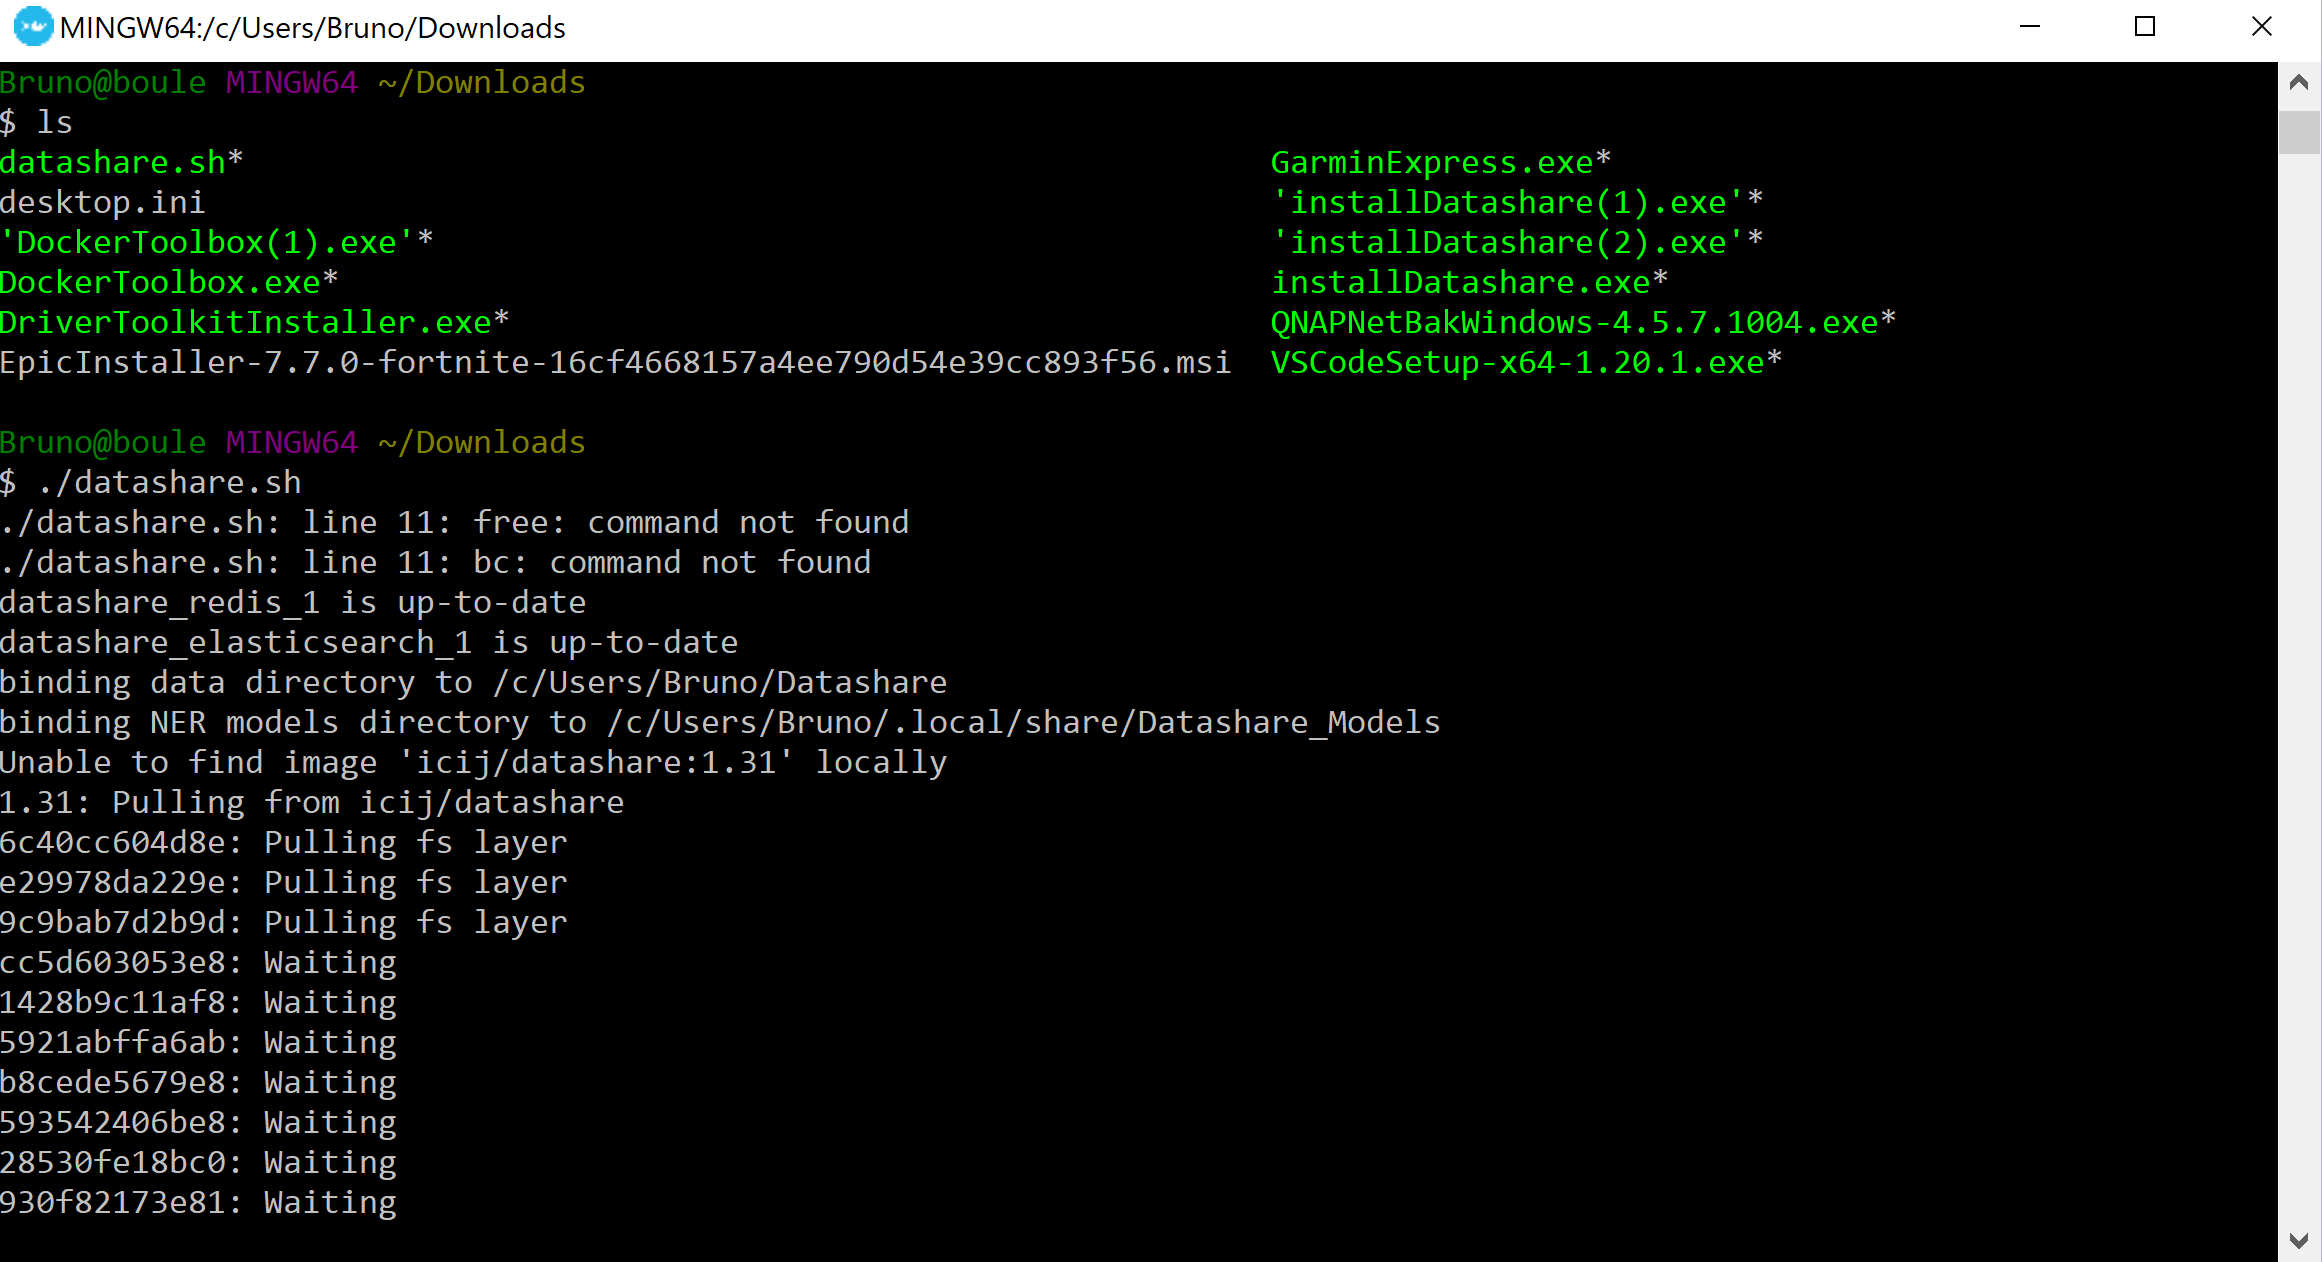 MINGW64:/c/Users/Bruno/Downloads
Bruno@boule MINGW64 ~/Downloads
$ ls
datashare.sh* GarminExpress.exe*
desktop.ini 'installDatashare(1).exe'*
'DockerToolbox(1).exe'* 'installDatashare(2).exe'*
DockerToolbox.exe* installDatashare.exe*
DriverToolkitInstaller.exe* QNAPNetBakWindows-4.5.7.1004.exe*
EpicInstaller-7.7.0-fortnite-16cf4668157a4ee790d54e39cc893f56.msi VSCodeSetup-x64-1.20.1.exe*
Bruno@boule MINGW64 ~/Downloads
$ ./datashare.sh
./datashare.sh: line 11: free: command not found
./datashare.sh: line 11: bc: command not found
datashare_redis_1 is up-to-date
datashare_elasticsearch_1 is up-to-date
binding data directory to /c/Users/Bruno/Datashare
binding NER models directory to /c/Users/Bruno/.local/share/Datashare_Models
Unable to find image 'icij/datashare:1.31' locally
1.31: Pulling from icij/datashare
6c40cc604d8e: Pulling fs layer
e29978da229e: Pulling fs layer
9c9bab7d2b9d: Pulling fs layer
cc5d603053e8: Waiting
1428b9c11af8: Waiting
5921abffa6ab: Waiting
b8cede5679e8: Waiting
593542406be8: Waiting
28530fe18bc0: Waiting
930f82173e81: Waiting